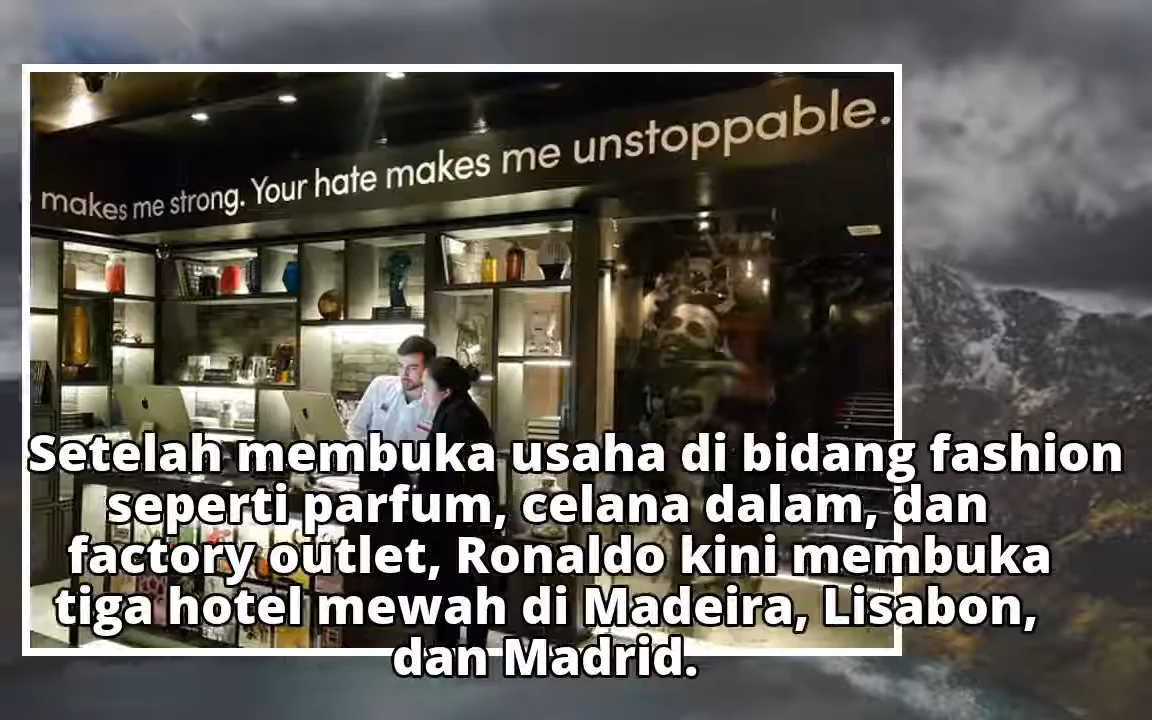 makes me strong. Your hate makes me unstoppable.
Setelah membuka usaha di bidang fashion
seperti parfum, celana dalam, dan
factory outlet, Ronaldo kini membuka
tiga hotel mewah di Madeira, Lisabon,
dan Madrid.